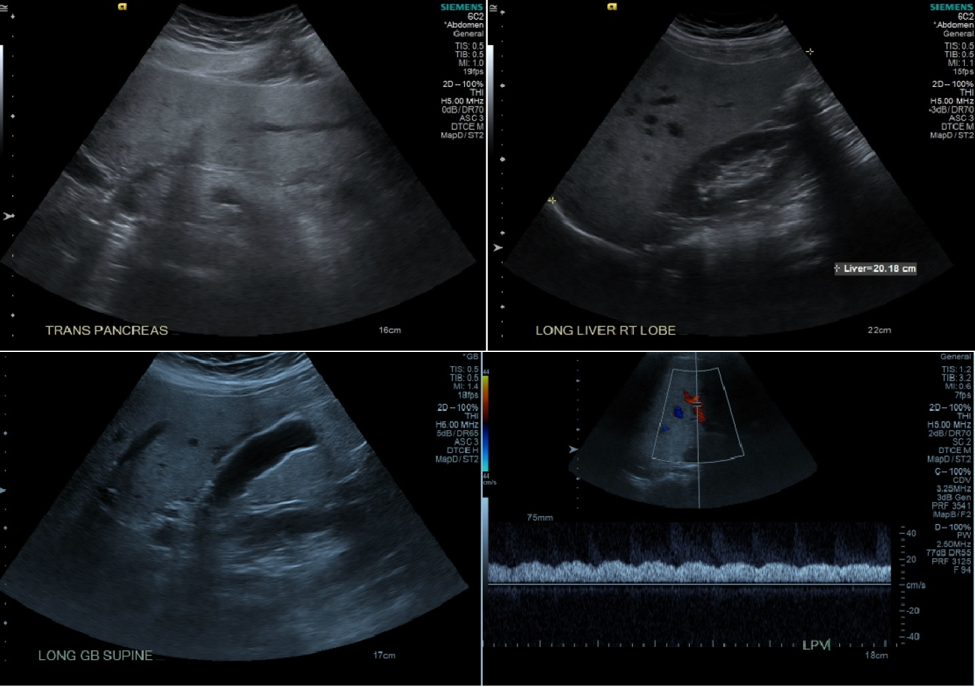 SIEMENS
6C2
*Abdomen
General
TIS: 0.5
TIB: 0.5
MI: 1.0
19fps
2D – 100%
THI
H5.00 MHz
0dB/DR70
ASC 3
DTCE M
MapD/ST2
TRANS PANCREAS
16cm
SIEMENS
6C2
*Abdomen
General
TIS: 0.5
TIB: 0.5
MI: 1.1
15fps
2D – 100%
THI
H5.00 MHz
-3dB/DR70
ASC 3
DTCE M
MapD/ST2
Liver=20.18 cm
LONG LIVER RT LOBE
22cm
*GB
TIS: 0.5
TIB: 0.5
MI: 1.4
18fps
2D – 100%
THI
H5.00 MHz
5dB/DR65
ASC 3
DTCE H
MapD/ST2
LONG GB SUPINE
17cm
General
TIS: 1.2
TIB: 3.2
MI: 0.6
7fps
2D – 100%
THI
H5.00 MHz
2dB/DR70
SC 2
DTCE M
MapD/ST2
C – 100%
CDV
3.25MHz
3dB Gen
PRF 3541
MapB/F2
D – 100%
PW
2.50MHz
77dB DR55
PRF 3125
F 94
44
44
cm/s
75mm
40
20
cm/s
-20
-40
LPV
18cm